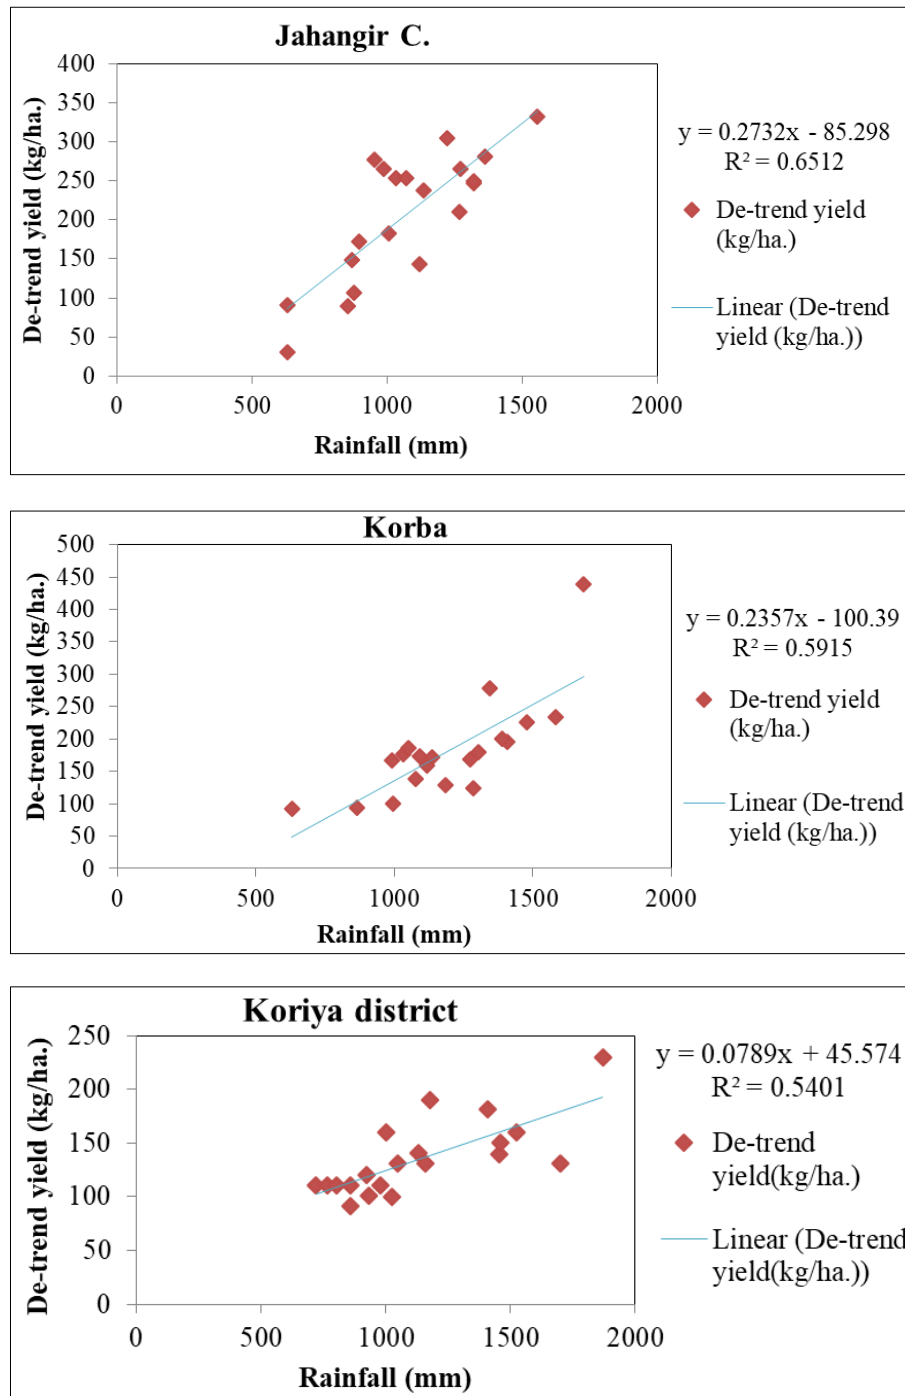 Jahangir C.
400
350
300
250
200
150
100
50
0
De-trend yield (kg/ha.)
0 500 1000 1500 2000
Rainfall (mm)
y = 0.2732x - 85.298
R² = 0.6512
De-trend yield
(kg/ha.)
Linear (De-trend
yield (kg/ha.))
Korba
500
450
400
350
300
250
200
150
100
50
0
De-trend yield (kg/ha.)
0 500 1000 1500 2000
Rainfall (mm)
y = 0.2357x - 100.39
R² = 0.5915
De-trend yield
(kg/ha.)
Linear (De-trend
yield (kg/ha.))
Koriya district
250
200
150
100
50
0
De-trend yield (kg/ha.)
0 500 1000 1500 2000
Rainfall (mm)
y = 0.0789x + 45.574
R² = 0.5401
De-trend
yield(kg/ha.)
Linear (De-trend
yield(kg/ha.))